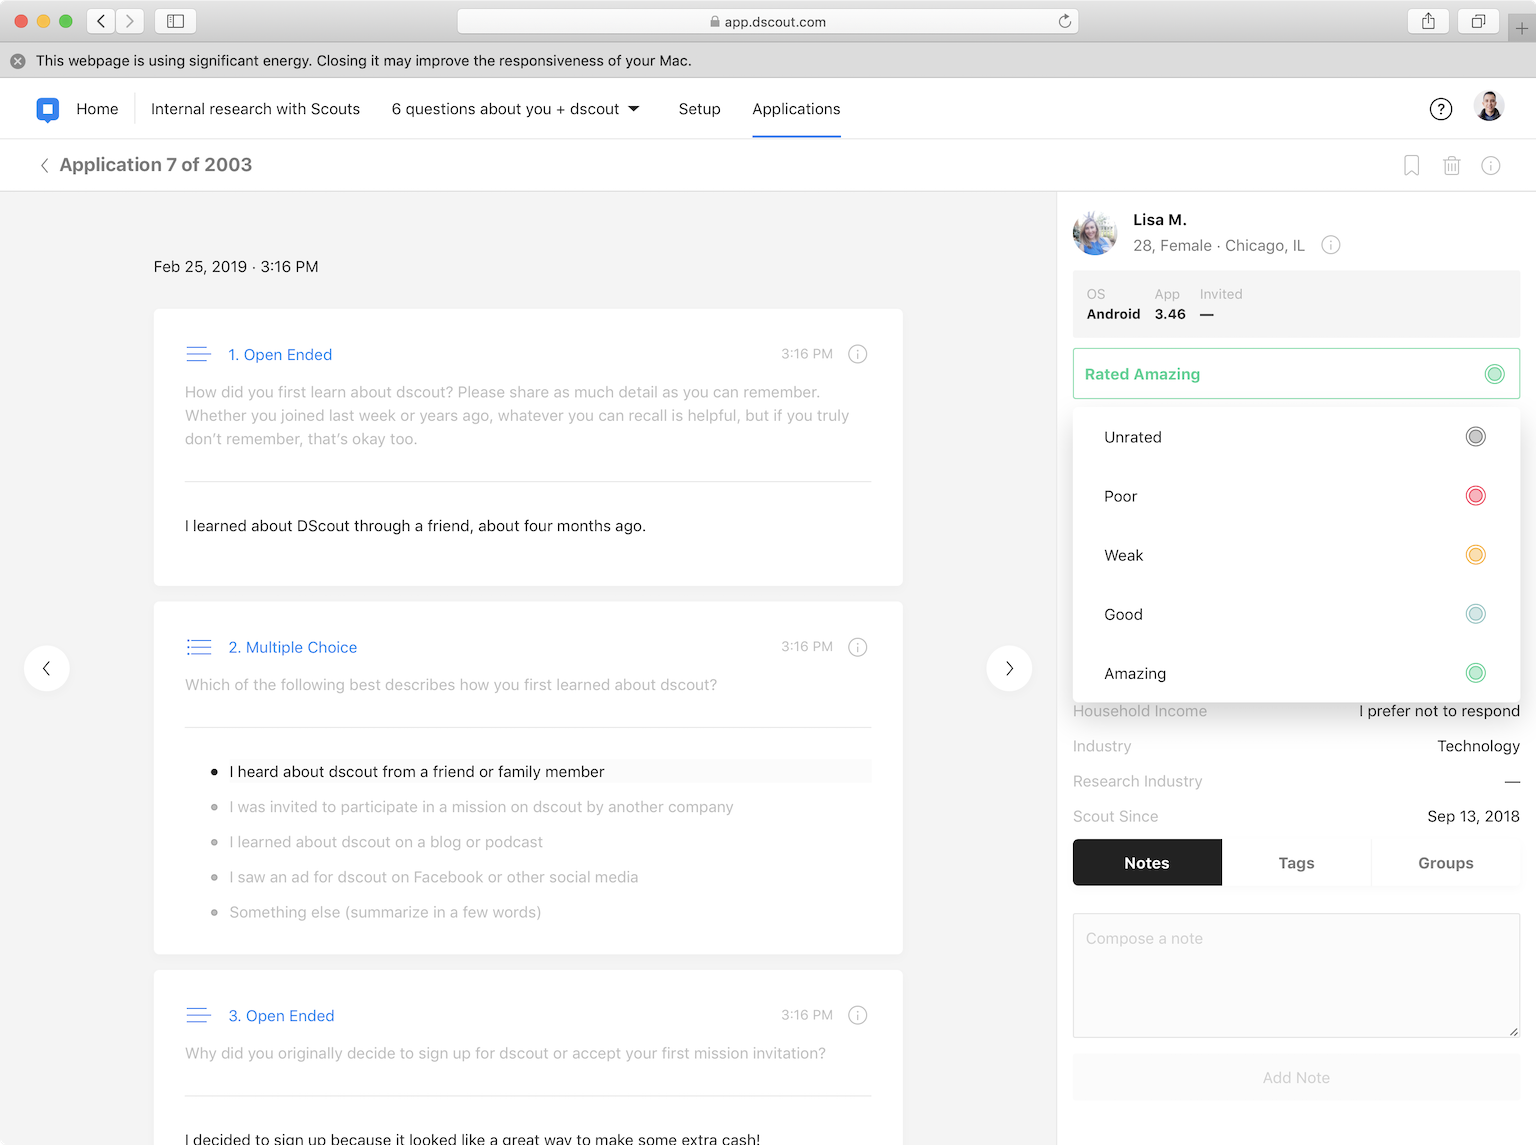 app.dscout.com
This webpage is using significant energy. Closing it may improve the responsiveness of your Mac.
Home
Internal research with Scouts
6 questions about you + dscout
Setup
Applications
?
Application 7 of 2003
Feb 25, 2019 · 3:16 PM
1. Open Ended
3:16 PM
How did you first learn about dscout? Please share as much detail as you can remember.
Whether you joined last week or years ago, whatever you can recall is helpful, but if you truly
don’t remember, that’s okay too.
I learned about DScout through a friend, about four months ago.
2. Multiple Choice
3:16 PM
Which of the following best describes how you first learned about dscout?
I heard about dscout from a friend or family member
I was invited to participate in a mission on dscout by another company
I learned about dscout on a blog or podcast
I saw an ad for dscout on Facebook or other social media
Something else (summarize in a few words)
3. Open Ended
3:16 PM
Why did you originally decide to sign up for dscout or accept your first mission invitation?
I decided to sign up because it looked like a great way to make some extra cash!
Lisa M.
28, Female · Chicago, IL
OS App Invited
Android 3.46 —
Rated Amazing
Unrated
Poor
Weak
Good
Amazing
Household Income I prefer not to respond
Industry Technology
Research Industry —
Scout Since Sep 13, 2018
Notes Tags Groups
Compose a note
Add Note